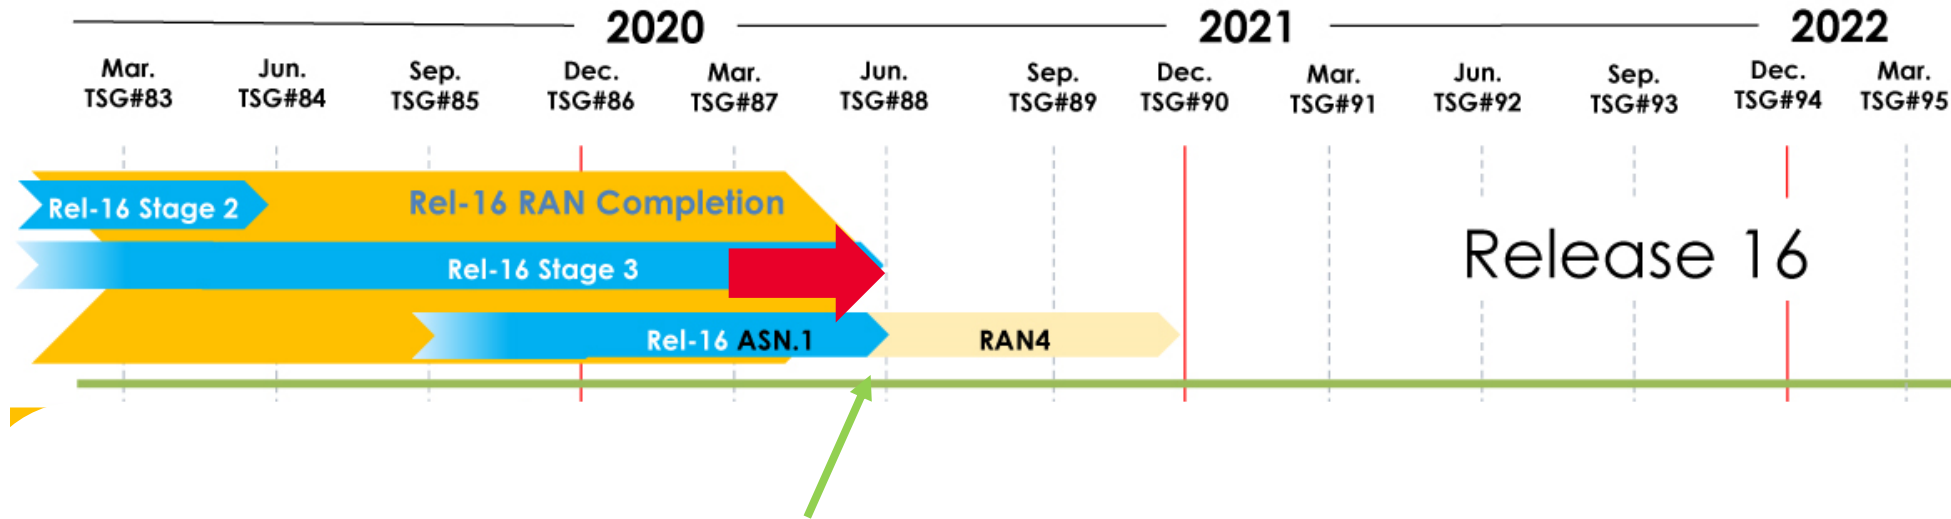 2020 2021 2022
Mar. Jun. Sep. Dec. Mar. Jun. Sep. Dec. Mar. Jun. Sep. Dec. Mar.
TSG#83 TSG#84 TSG#85 TSG#86 TSG#87 TSG#88 TSG#89 TSG#90 TSG#91 TSG#92 TSG#93 TSG#94 TSG#95
Rel-16 Stage 2 Rel-16 RAN Completion
Rel-16 Stage 3
Release 16
Rel-16 ASN.1 RAN4